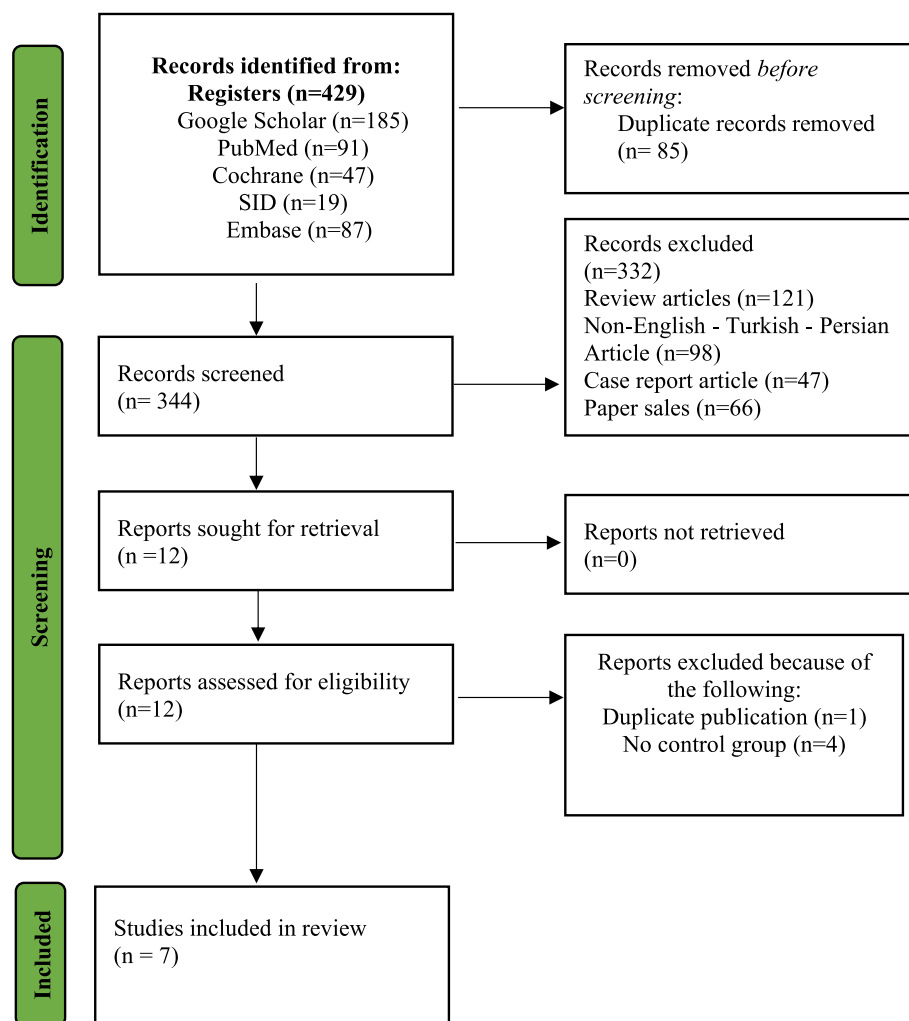 Identification
Records identified from:
Registers (n=429)
Google Scholar (n=185)
PubMed (n=91)
Cochrane (n=47)
SID (n=19)
Embase (n=87)
Records removed before
screening:
Duplicate records removed
(n= 85)
Screening
Records screened
(n= 344)
Records excluded
(n=332)
Review articles (n=121)
Non-English - Turkish - Persian
Article (n=98)
Case report article (n=47)
Paper sales (n=66)
Reports sought for retrieval
(n =12)
Reports not retrieved
(n=0)
Reports assessed for eligibility
(n=12)
Reports excluded because of
the following:
Duplicate publication (n=1)
No control group (n=4)
Included
Studies included in review
(n = 7)